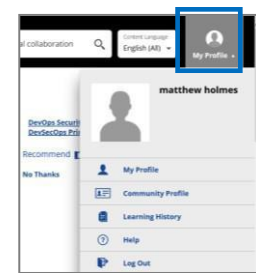 al collaboration
Content Language
English (All)
My Profile
matthew holmes
DevOps Securit
DevSecOps Pri
Recommend
No Thanks
My Profile
Community Profile
Learning History
Help
Log Out